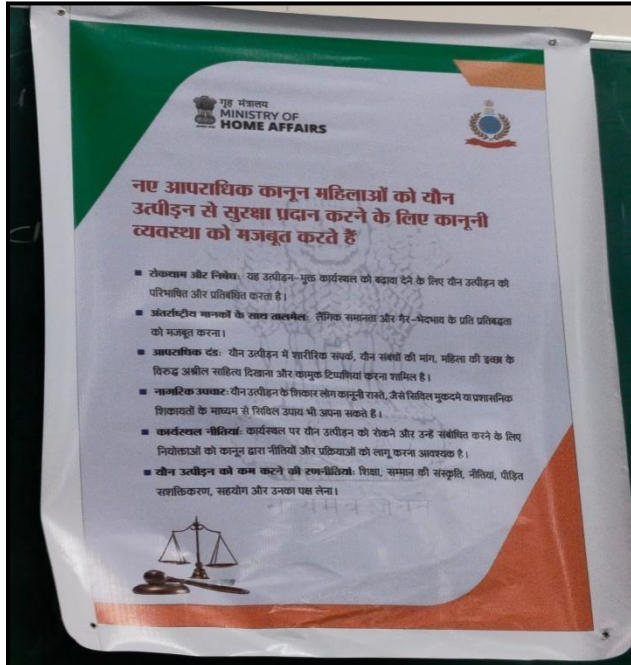 गृह मंत्रालय
MINISTRY OF
HOME AFFAIRS
नए आपराधिक कानून महिलाओं को यौन
उत्पीड़न से सुरक्षा प्रदान करने के लिए कानूनी
व्यवस्था को मजबूत करते हैं
■ रोकथाम और निषेध: यह उत्पीड़न-मुक्त कार्यस्थल को बढ़ावा देने के लिए यौन उत्पीड़न को
परिभाषित और प्रतिबंधित करता है।
■ अंतर्राष्ट्रीय मानकों के साथ तालमेल: लैंगिक समानता और गैर-भेदभाव के प्रति प्रतिबद्धता
को मजबूत करना।
■ आपराधिक दंड: यौन उत्पीड़न में शारीरिक संपर्क, यौन संबंधों की मांग, महिला की इच्छा के
विरुद्ध अश्लील साहित्य दिखाना और कामुक टिप्पणियां करना शामिल है।
■ नागरिक उपचार: यौन उत्पीड़न के शिकार लोग कानूनी रास्ते, जैसे सिविल मुकदमे या प्रशासनिक
शिकायतों के माध्यम से सिविल उपाय भी अपना सकते हैं।
■ कार्यस्थल नीतियां: कार्यस्थल पर यौन उत्पीड़न को रोकने और उन्हें संबोधित करने के लिए
नियोक्ताओं को कानून द्वारा नीतियों और प्रक्रियाओं को लागू करना आवश्यक है।
■ यौन उत्पीड़न को कम करने की रणनीतियां: शिक्षा, सम्मान की संस्कृति, नीतियां, पीड़ित
सशक्तिकरण, सहयोग और उनका पक्ष लेना।
सत्यमेव जयते